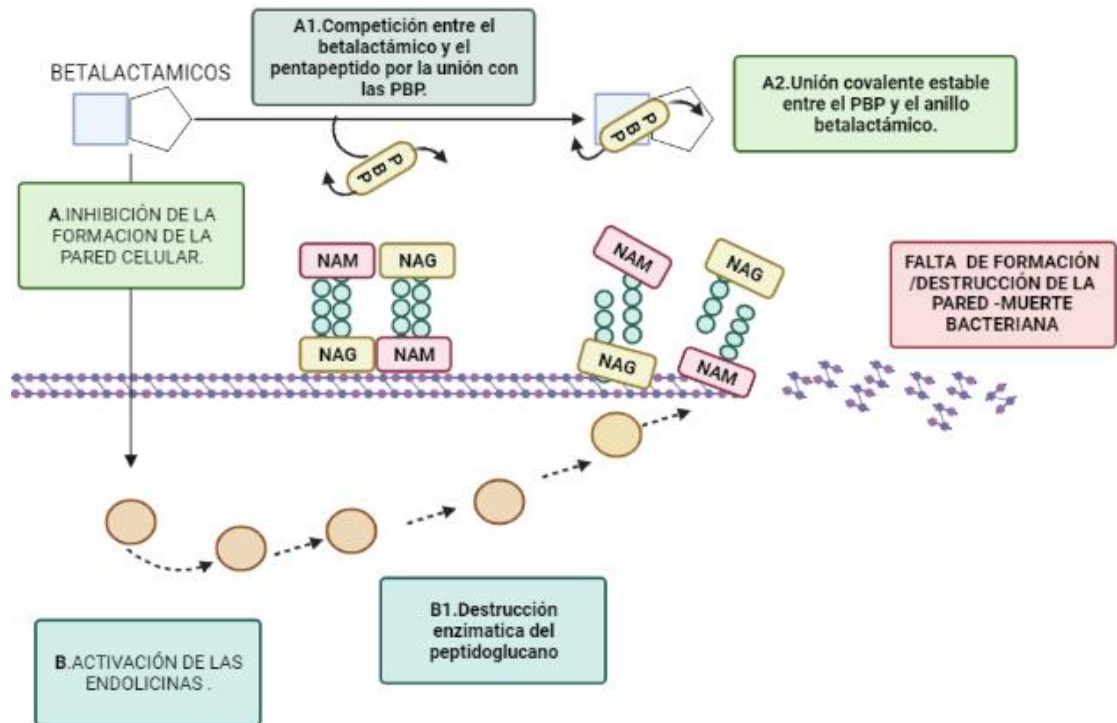 A1.Competición entre el
betalactámico y el
pentapeptido por la unión con
las PBP.
BETALACTAMICOS
A2.Unión covalente estable
entre el PBP y el anillo
betalactámico.
PBP
PBP
A.INHIBICIÓN DE LA
FORMACION DE LA
PARED CELULAR.
NAM
NAG
NAG
NAM
NAM
NAG
NAG
NAM
FALTA DE FORMACIÓN
/DESTRUCCIÓN DE LA
PARED -MUERTE
BACTERIANA
B1.Destrucción
enzimatica del
peptidoglucano
B.ACTIVACIÓN DE LAS
ENDOLICINAS .